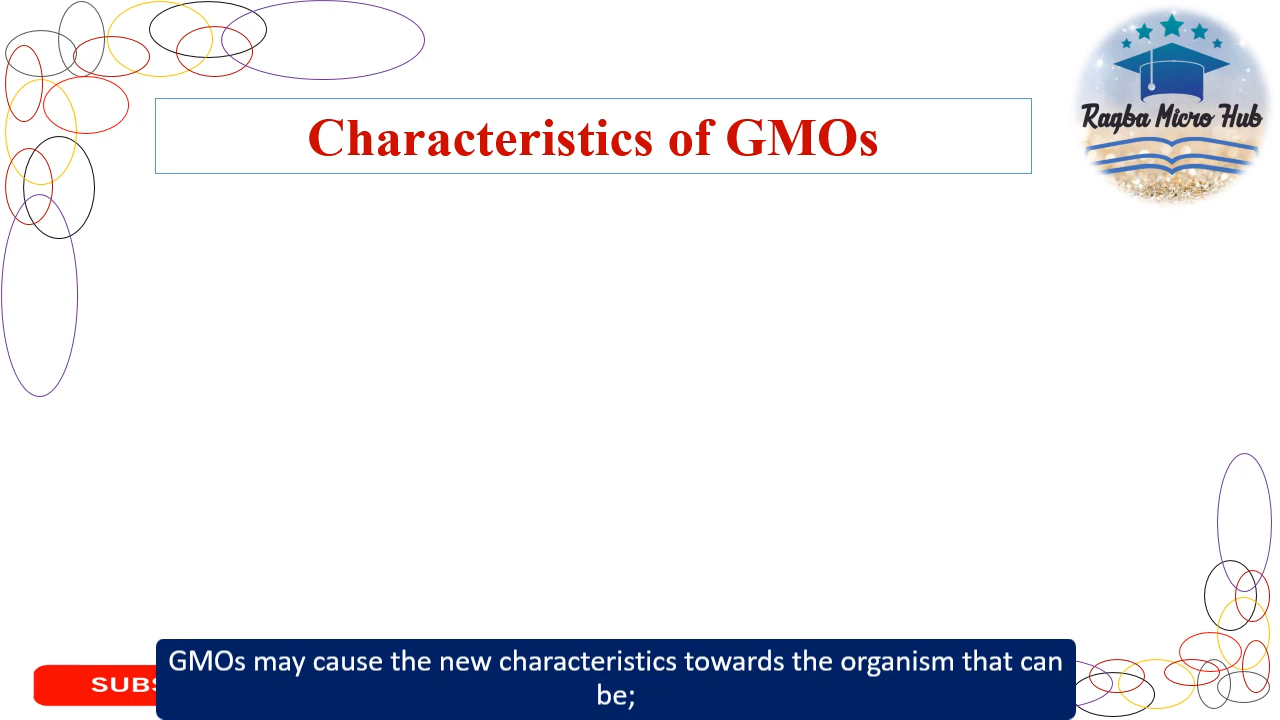 Characteristics of GMOs
Raqba Micro Hub
GMOs may cause the new characteristics towards the organism that can
be;
SUBS